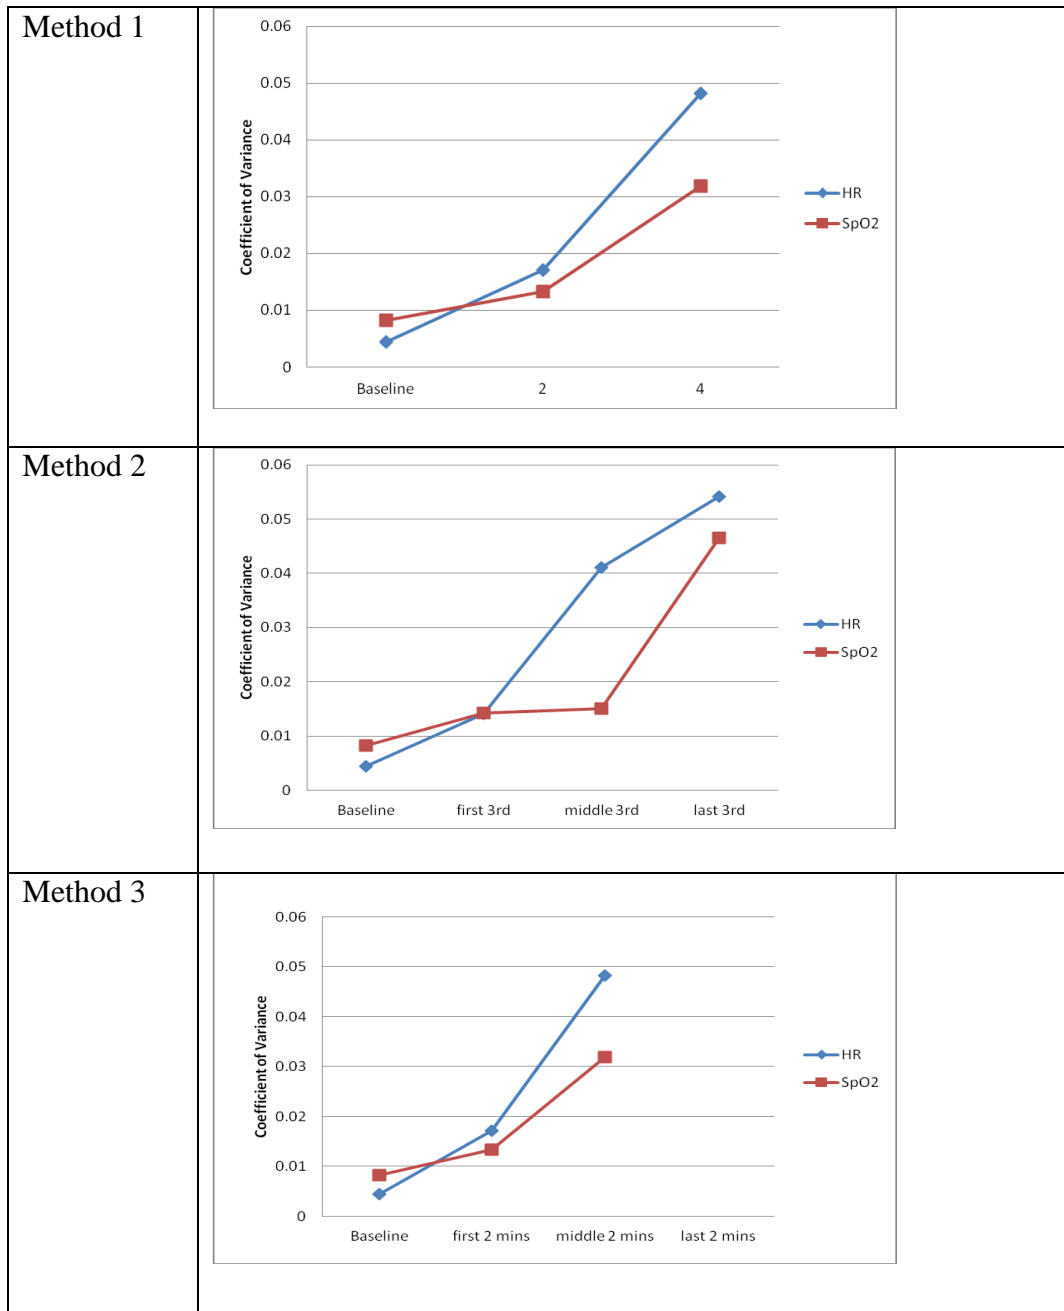 Method 1
0.06
0.05
0.04
0.03
0.02
0.01
0
Coefficient of Variance
Baseline 2 4
HR
SpO2
Method 2
0.06
0.05
0.04
0.03
0.02
0.01
0
Coefficient of Variance
Baseline first 3rd middle 3rd last 3rd
HR
SpO2
Method 3
0.06
0.05
0.04
0.03
0.02
0.01
0
Coefficient of Variance
Baseline first 2 mins middle 2 mins last 2 mins
HR
SpO2